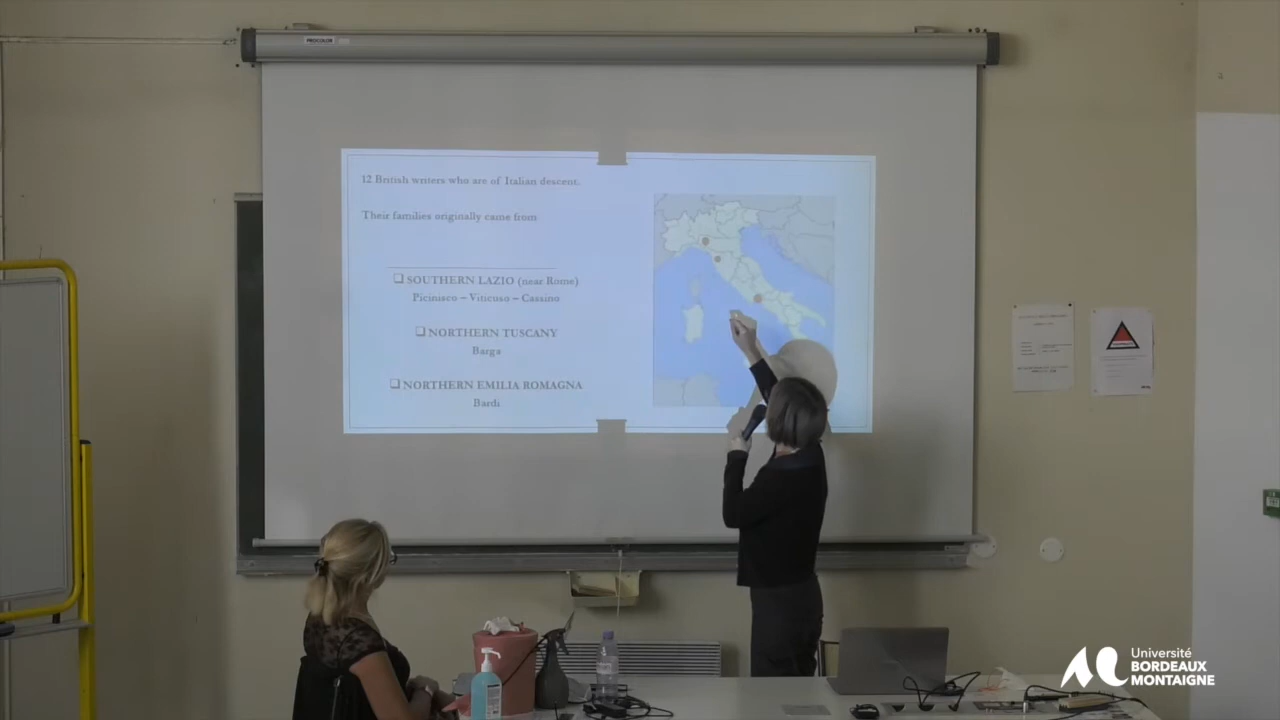 PROCOLOR
12 British writers who are of Italian descent.
Their families originally came from
SOUTHERN LAZIO (near Rome)
Picinisco – Viticuso – Cassino
NORTHERN TUSCANY
Barga
NORTHERN EMILIA ROMAGNA
Bardi
Université
BORDEAUX
MONTAIGNE